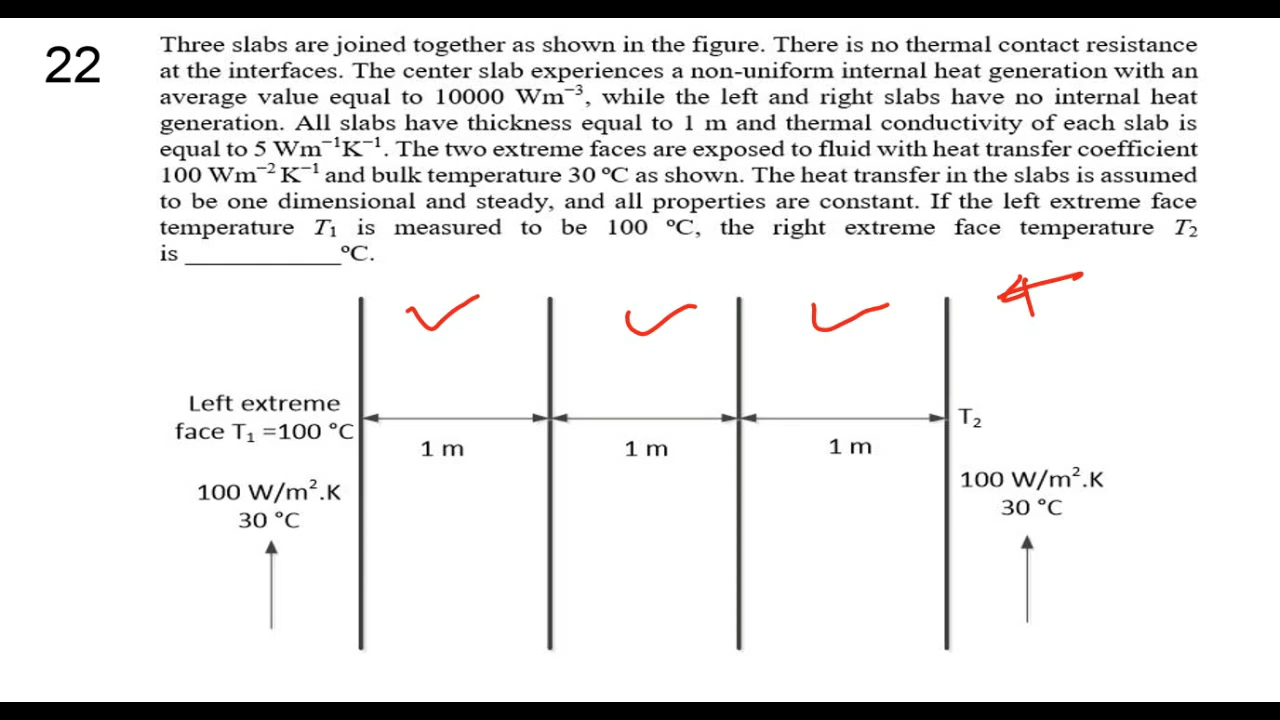 22
Three slabs are joined together as shown in the figure. There is no thermal contact resistance
at the interfaces. The center slab experiences a non-uniform internal heat generation with an
average value equal to 10000 Wm⁻³, while the left and right slabs have no internal heat
generation. All slabs have thickness equal to 1 m and thermal conductivity of each slab is
equal to 5 Wm⁻¹K⁻¹. The two extreme faces are exposed to fluid with heat transfer coefficient
100 Wm⁻² K⁻¹ and bulk temperature 30 ºC as shown. The heat transfer in the slabs is assumed
to be one dimensional and steady, and all properties are constant. If the left extreme face
temperature T₁ is measured to be 100 ºC, the right extreme face temperature T₂
is ____________ºC.
Left extreme
face T₁ =100 °C
1 m
1 m
1 m
T₂
100 W/m².K
30 °C
100 W/m².K
30 °C